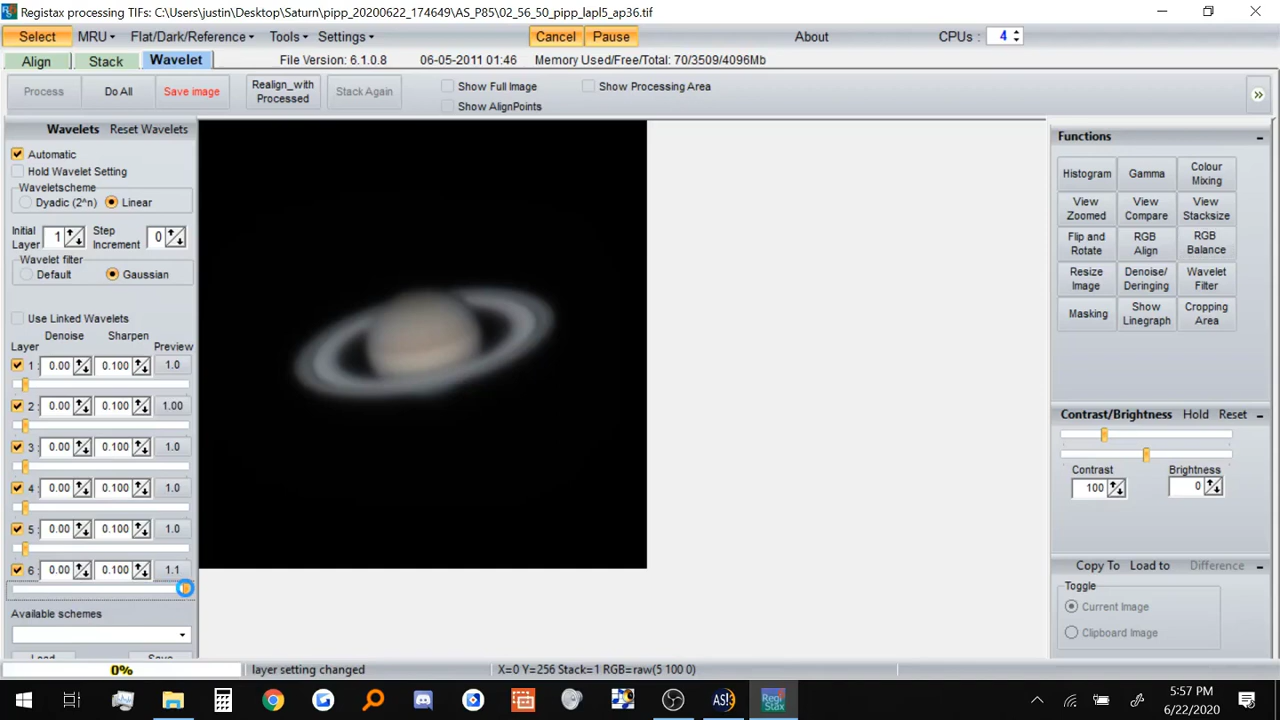 Registax processing TIFs: C:\Users\justin\Desktop\Saturn\pipp_20200622_174649\AS_P85\02_56_50_pipp_lapl5_ap36.tif
Select MRU Flat/Dark/Reference Tools Settings Cancel Pause About CPUs: 4
Align Stack Wavelet File Version: 6.1.0.8 06-05-2011 01:46 Memory Used/Free/Total: 70/3509/4096Mb
Process Do All Save image Realign_with Processed Stack Again Show Full Image Show Processing Area
Show AlignPoints
Wavelets Reset Wavelets
Automatic
Hold Wavelet Setting
Waveletscheme
Dyadic (2^n) Linear
Initial Layer 1 Step Increment 0
Wavelet filter
Default Gaussian
Use Linked Wavelets
Denoise Sharpen
Layer Preview
1: 0.00 0.100 1.0
2: 0.00 0.100 1.00
3: 0.00 0.100 1.0
4: 0.00 0.100 1.0
5: 0.00 0.100 1.0
6: 0.00 0.100 1.1
Available schemes
Load Save
Functions
Histogram Gamma Colour Mixing
View Zoomed View Compare View Stacksize
Flip and Rotate RGB Align RGB Balance
Resize Image Denoise/ Deringing Wavelet Filter
Masking Show Linegraph Cropping Area
Contrast/Brightness Hold Reset
Contrast Brightness
100 0
Copy To Load to Difference
Toggle
Current Image
Clipboard Image
0% layer setting changed X=0 Y=256 Stack=1 RGB=raw(5 100 0)
AS!3 Regi Stax
5:57 PM
6/22/2020